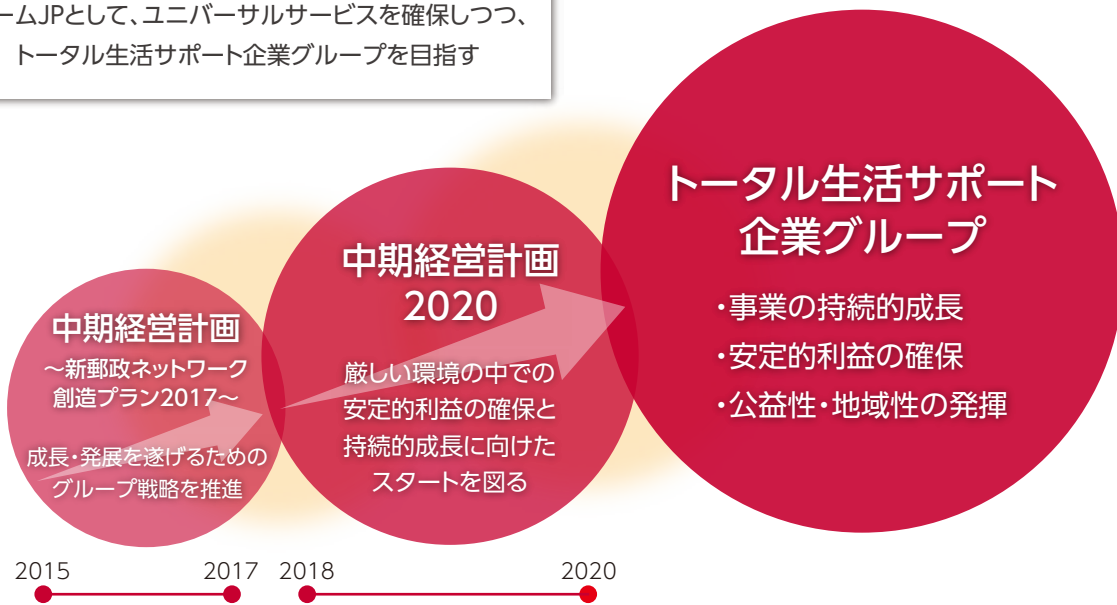 ームJPとして、ユニバーサルサービスを確保しつつ、
トータル生活サポート企業グループを目指す
トータル生活サポート
企業グループ
・事業の持続的成長
・安定的利益の確保
・公益性・地域性の発揮
中期経営計画
2020
厳しい環境の中での
安定的利益の確保と
持続的成長に向けた
スタートを図る
中期経営計画
～新郵政ネットワーク
創造プラン2017～
成長・発展を遂げるための
グループ戦略を推進
2015 2017 2018 2020